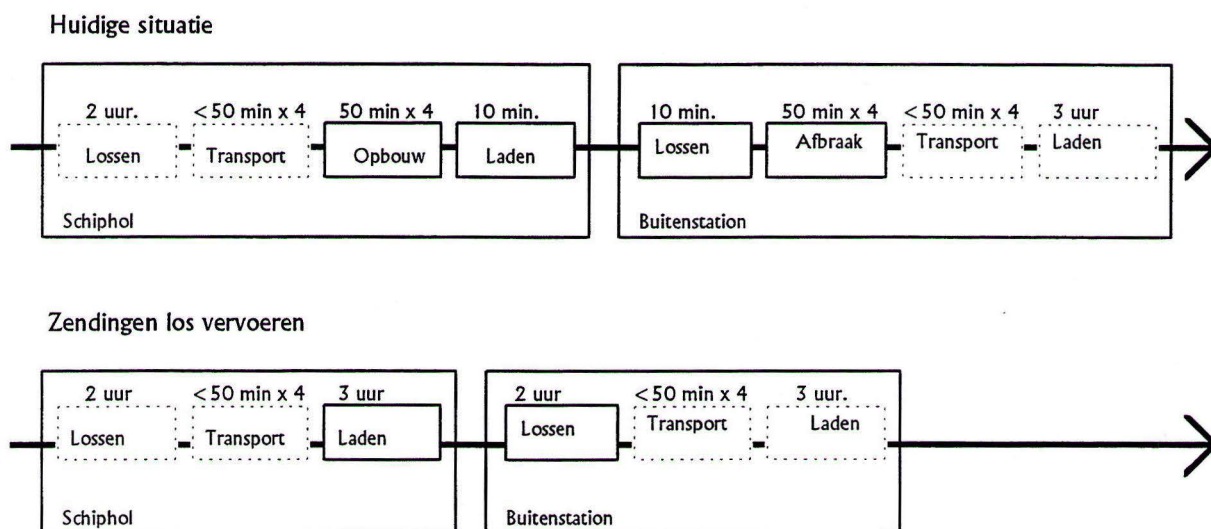 Huidige situatie
2 uur. <50 min x 4 50 min x 4 10 min. 10 min. 50 min x 4 <50 min x 4 3 uur
Lossen Transport Opbouw Laden Lossen Afbraak Transport Laden
Schiphol Buitenstation
Zendingen los vervoeren
2 uur <50 min x 4 3 uur 2 uur <50 min x 4 3 uur.
Lossen Transport Laden Lossen Transport Laden
Schiphol Buitenstation